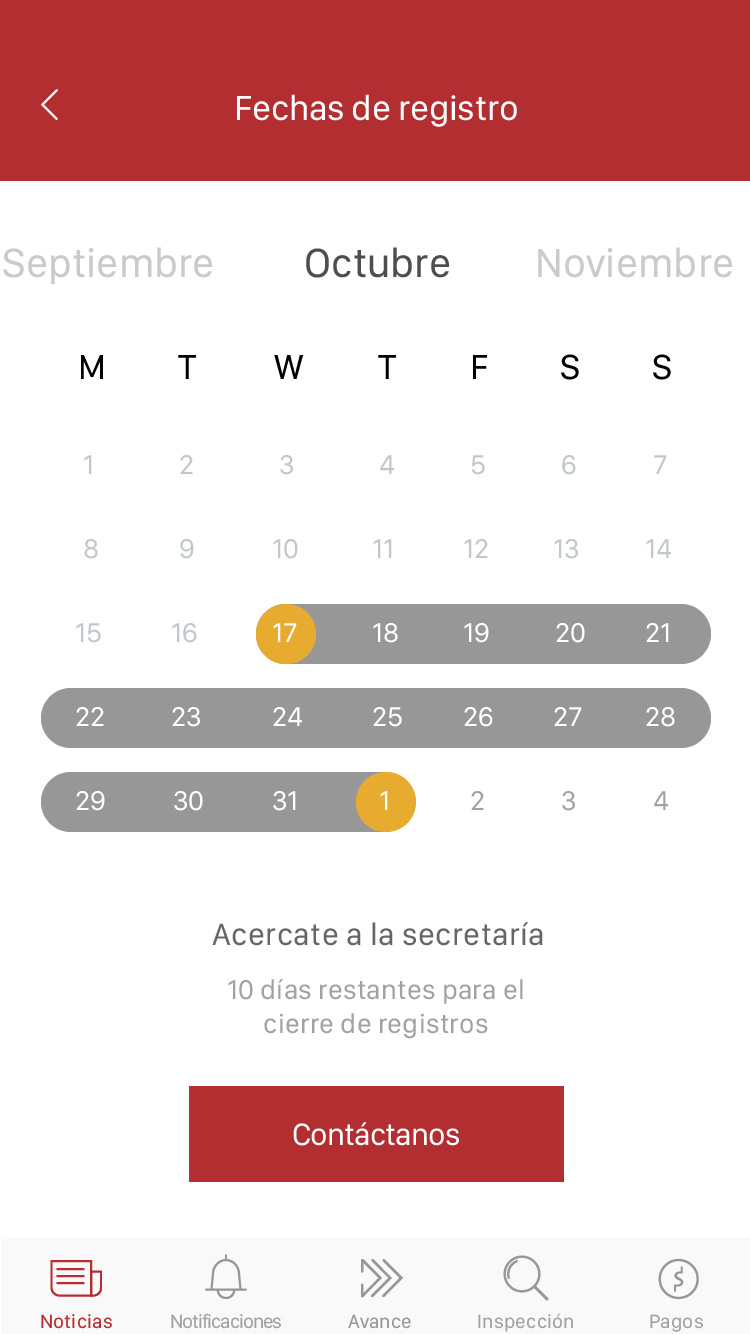 Fechas de registro
Septiembre Octubre Noviembre
M T W T F S S
1 2 3 4 5 6 7
8 9 10 11 12 13 14
15 16 17 18 19 20 21
22 23 24 25 26 27 28
29 30 31 1 2 3 4
Acercate a la secretaría
10 días restantes para el
cierre de registros
Contáctanos
Noticias Notificaciones Avance Inspección Pagos